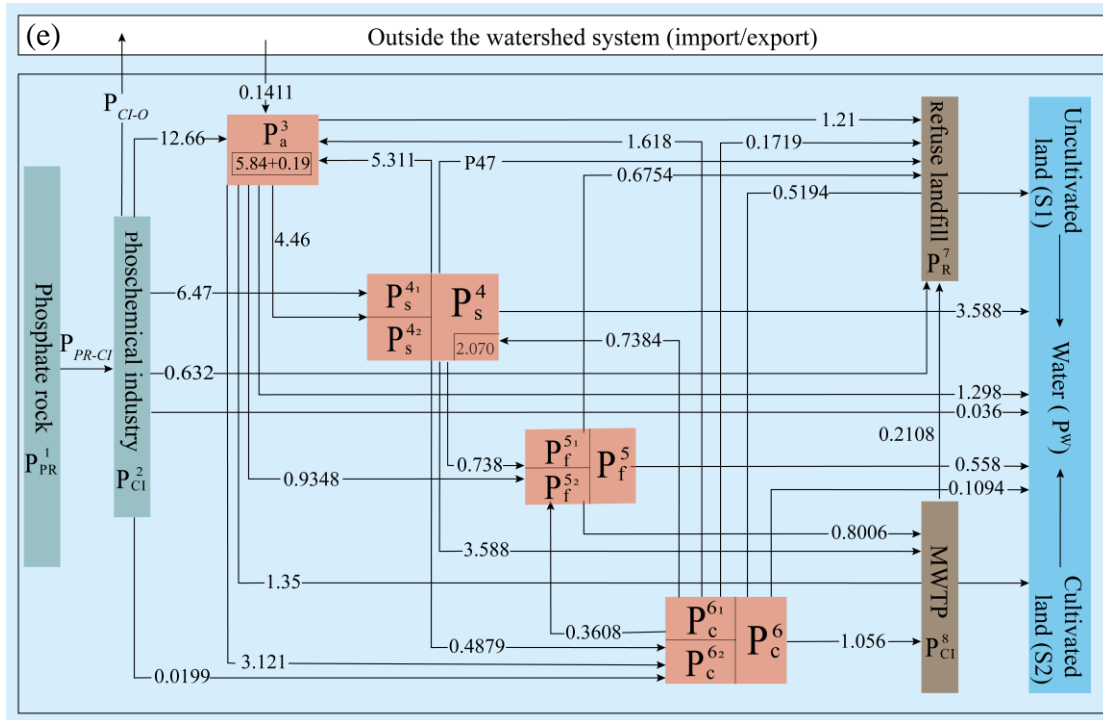 (e)
Outside the watershed system (import/export)
P_CI-O
0.1411
12.66
P_a^3
5.84+0.19
1.21
1.618
0.1719
5.311
P47
0.6754
0.5194
4.46
Refuse landfill P_R^7
Uncultivated
land (S1)
Phosphate rock P_PR^1
P_PR-CI
Phoschemical industry P_CI^2
6.47
P_s^4₁
P_s^4₂
P_s^4
2.070
3.588
0.7384
0.632
1.298
0.036
Water ( P^W)
0.2108
P_f^5₁
P_f^5₂
P_f^5
0.738
0.9348
0.558
0.1094
0.8006
3.588
1.35
MWTP P_CI^8
Cultivated
land (S2)
0.3608
P_c^6₁
P_c^6₂
P_c^6
1.056
0.4879
3.121
0.0199